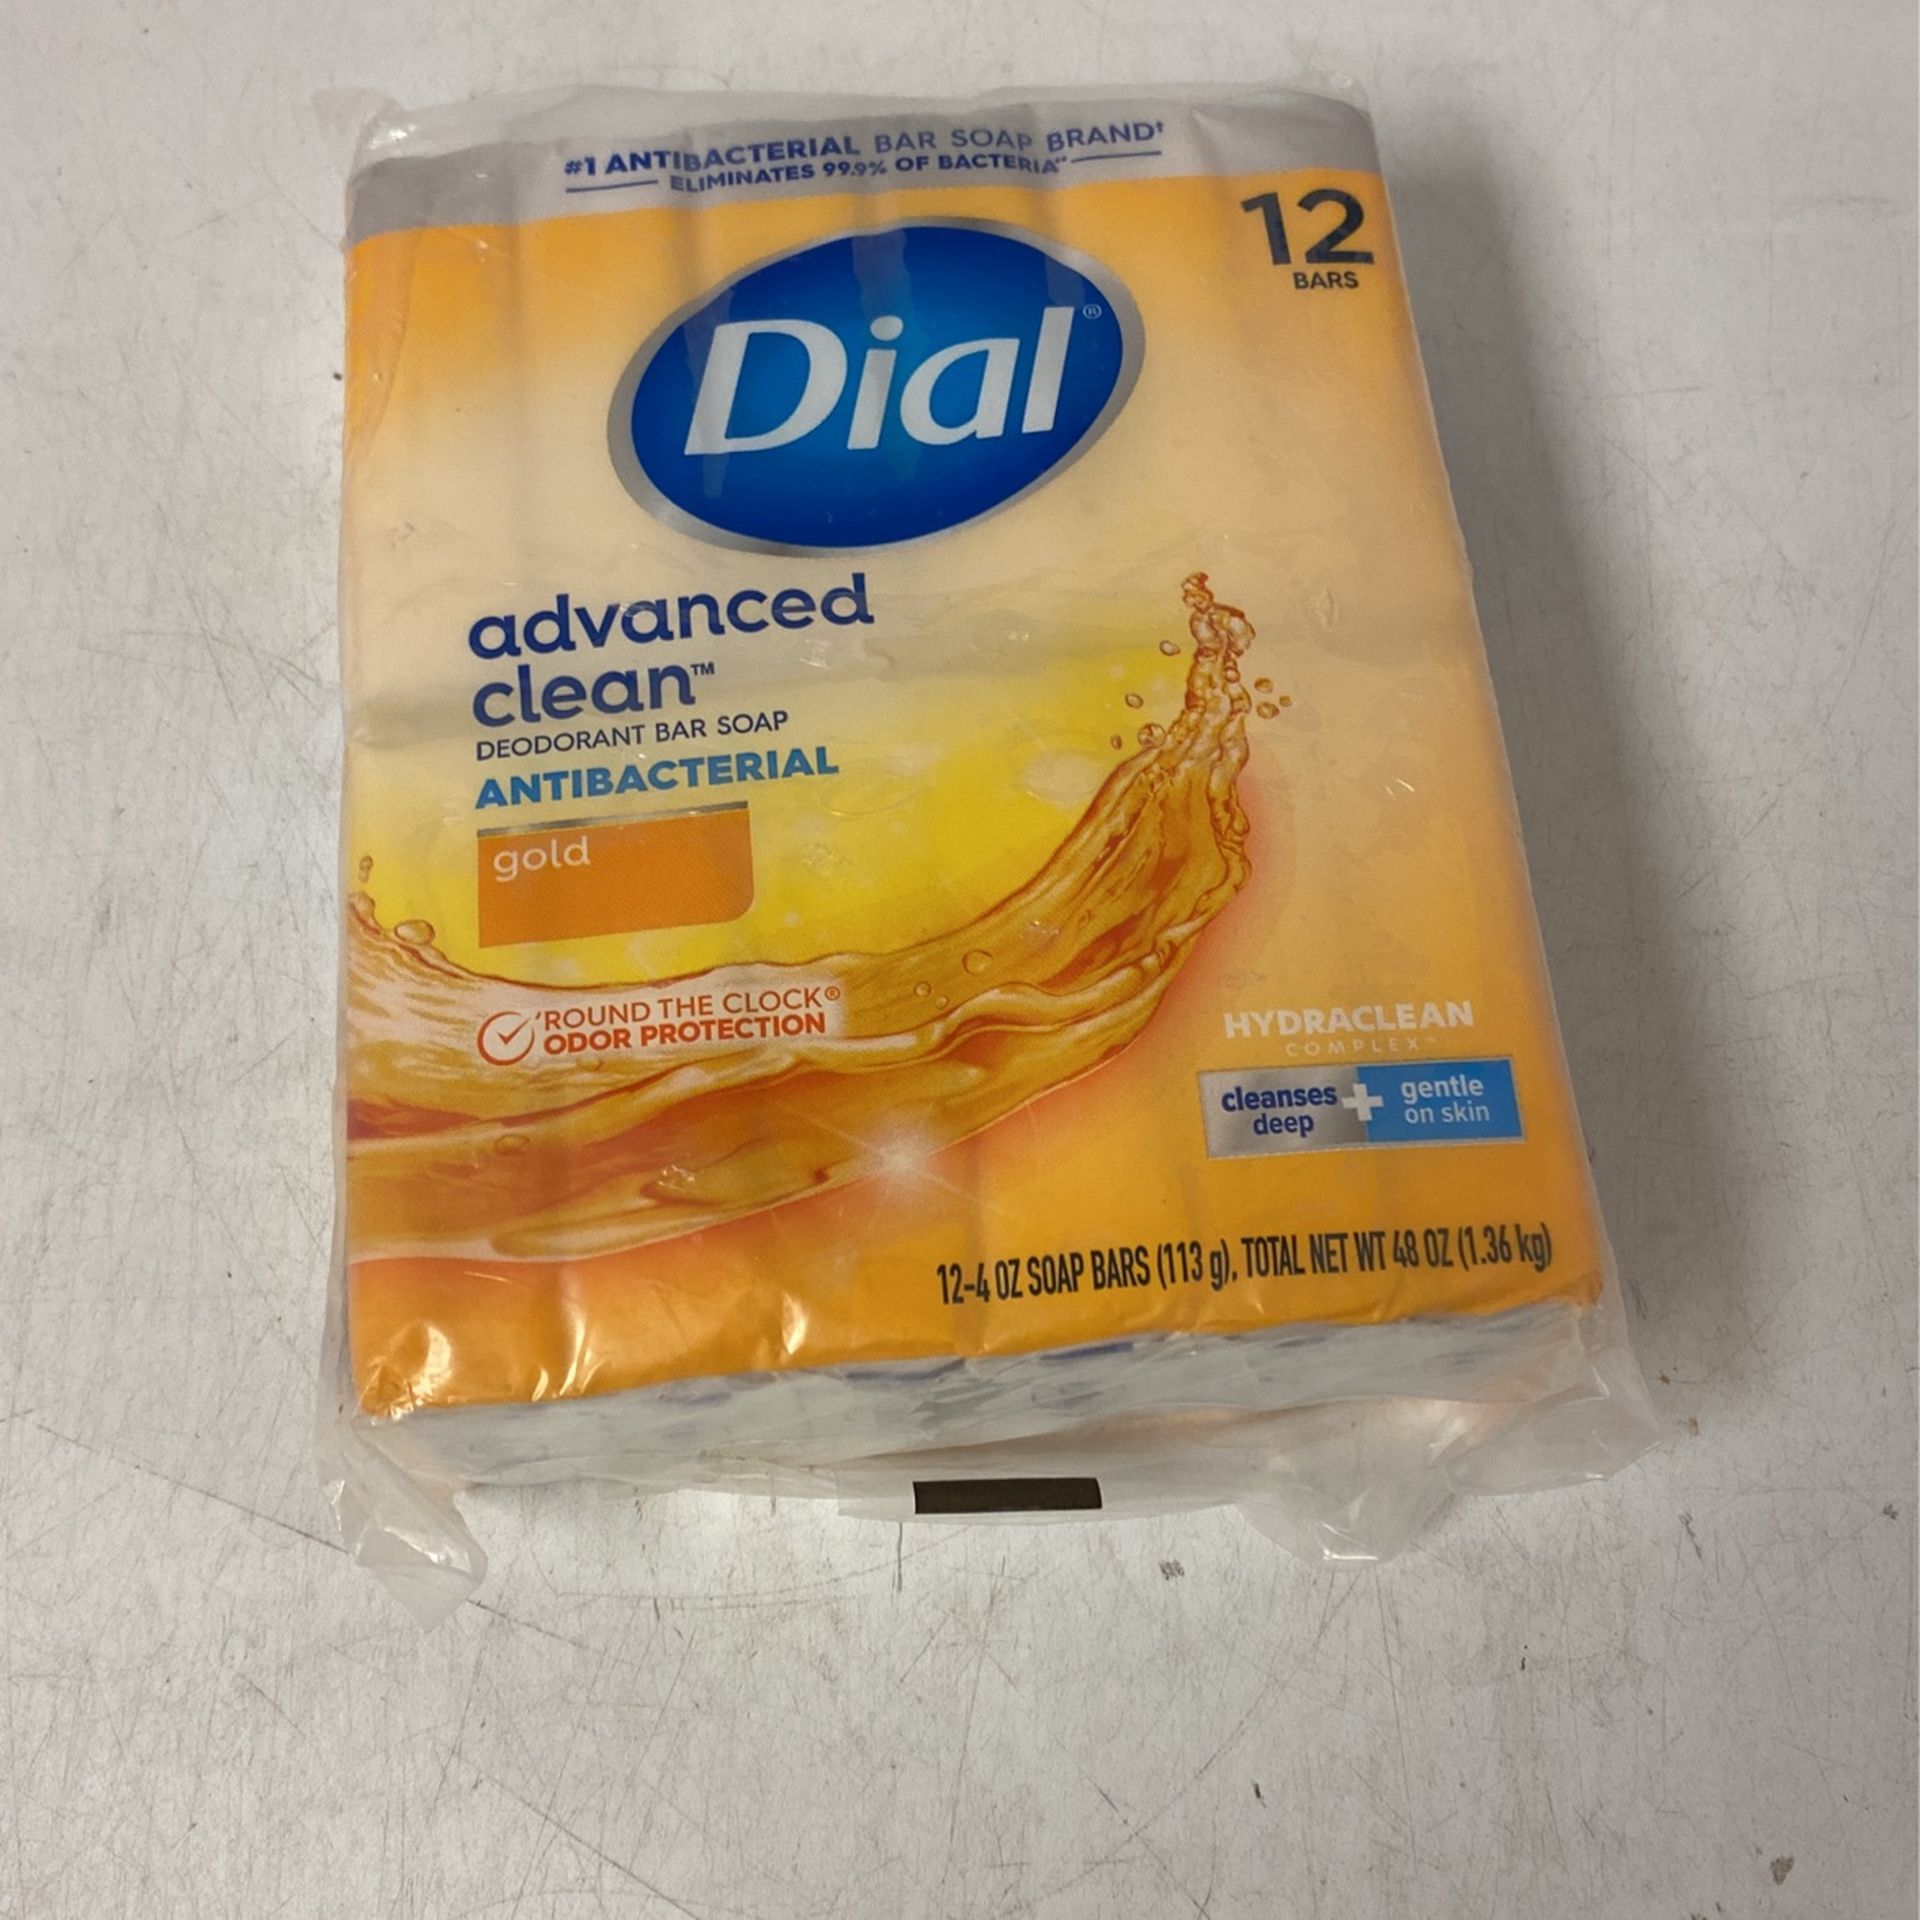 #1 ANTIBACTERIAL BAR SOAP BRAND†
ELIMINATES 99.9% OF BACTERIA**
12
BARS
Dial®
advanced
clean™
DEODORANT BAR SOAP
ANTIBACTERIAL
gold
'ROUND THE CLOCK®
ODOR PROTECTION
HYDRACLEAN
COMPLEX™
cleanses deep + gentle on skin
12-4 OZ SOAP BARS (113 g), TOTAL NET WT 48 OZ (1.36 kg)